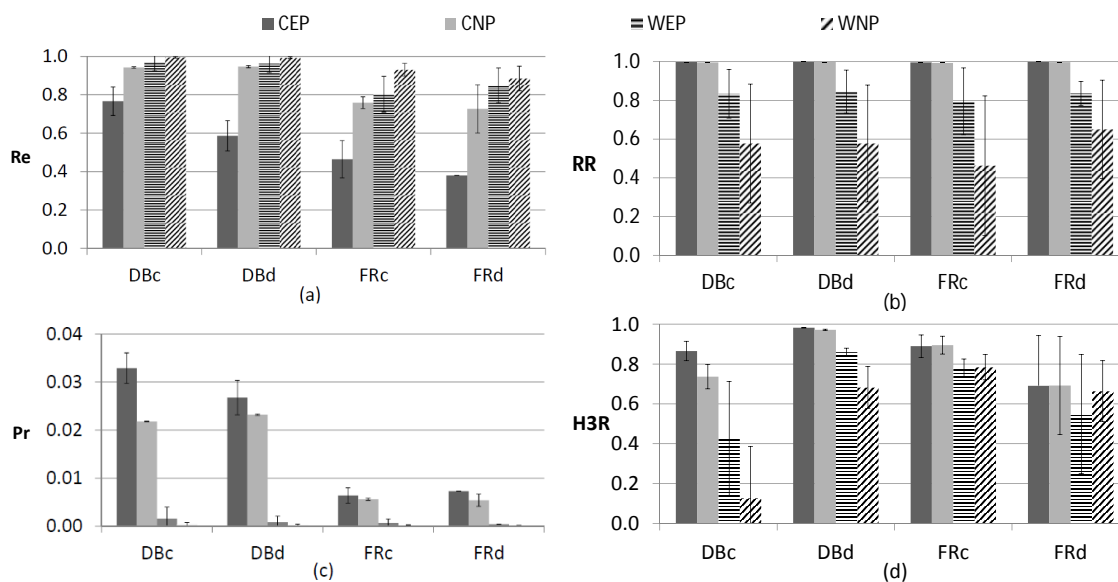 CEP CNP WEP WNP
Re
1.0
0.8
0.6
0.4
0.2
0.0
DBc DBd FRc FRd
(a)
RR
1.0
0.8
0.6
0.4
0.2
0.0
DBc DBd FRc FRd
(b)
Pr
0.04
0.03
0.02
0.01
0.00
DBc DBd FRc FRd
(c)
H3R
1.0
0.8
0.6
0.4
0.2
0.0
DBc DBd FRc FRd
(d)